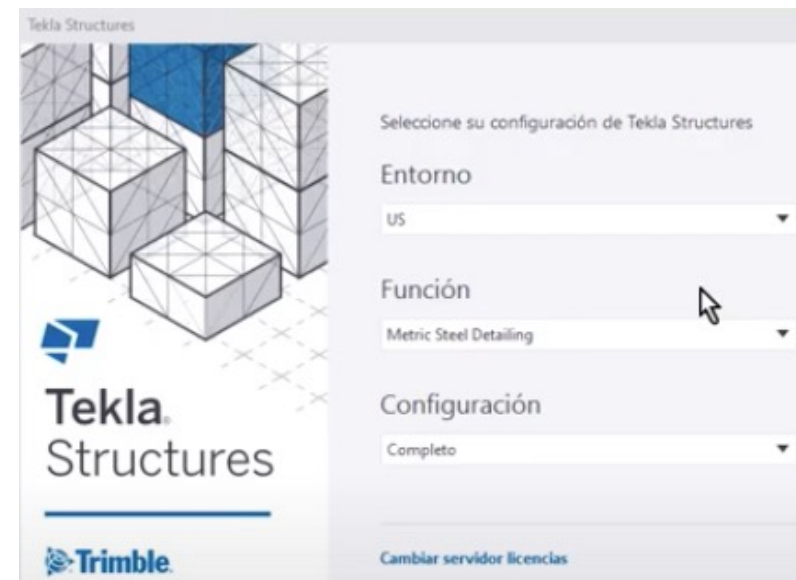 Tekla Structures
Seleccione su configuración de Tekla Structures
Entorno
US
Función
Metric Steel Detailing
Configuración
Completo
Tekla®
Structures
Trimble.
Cambiar servidor licencias